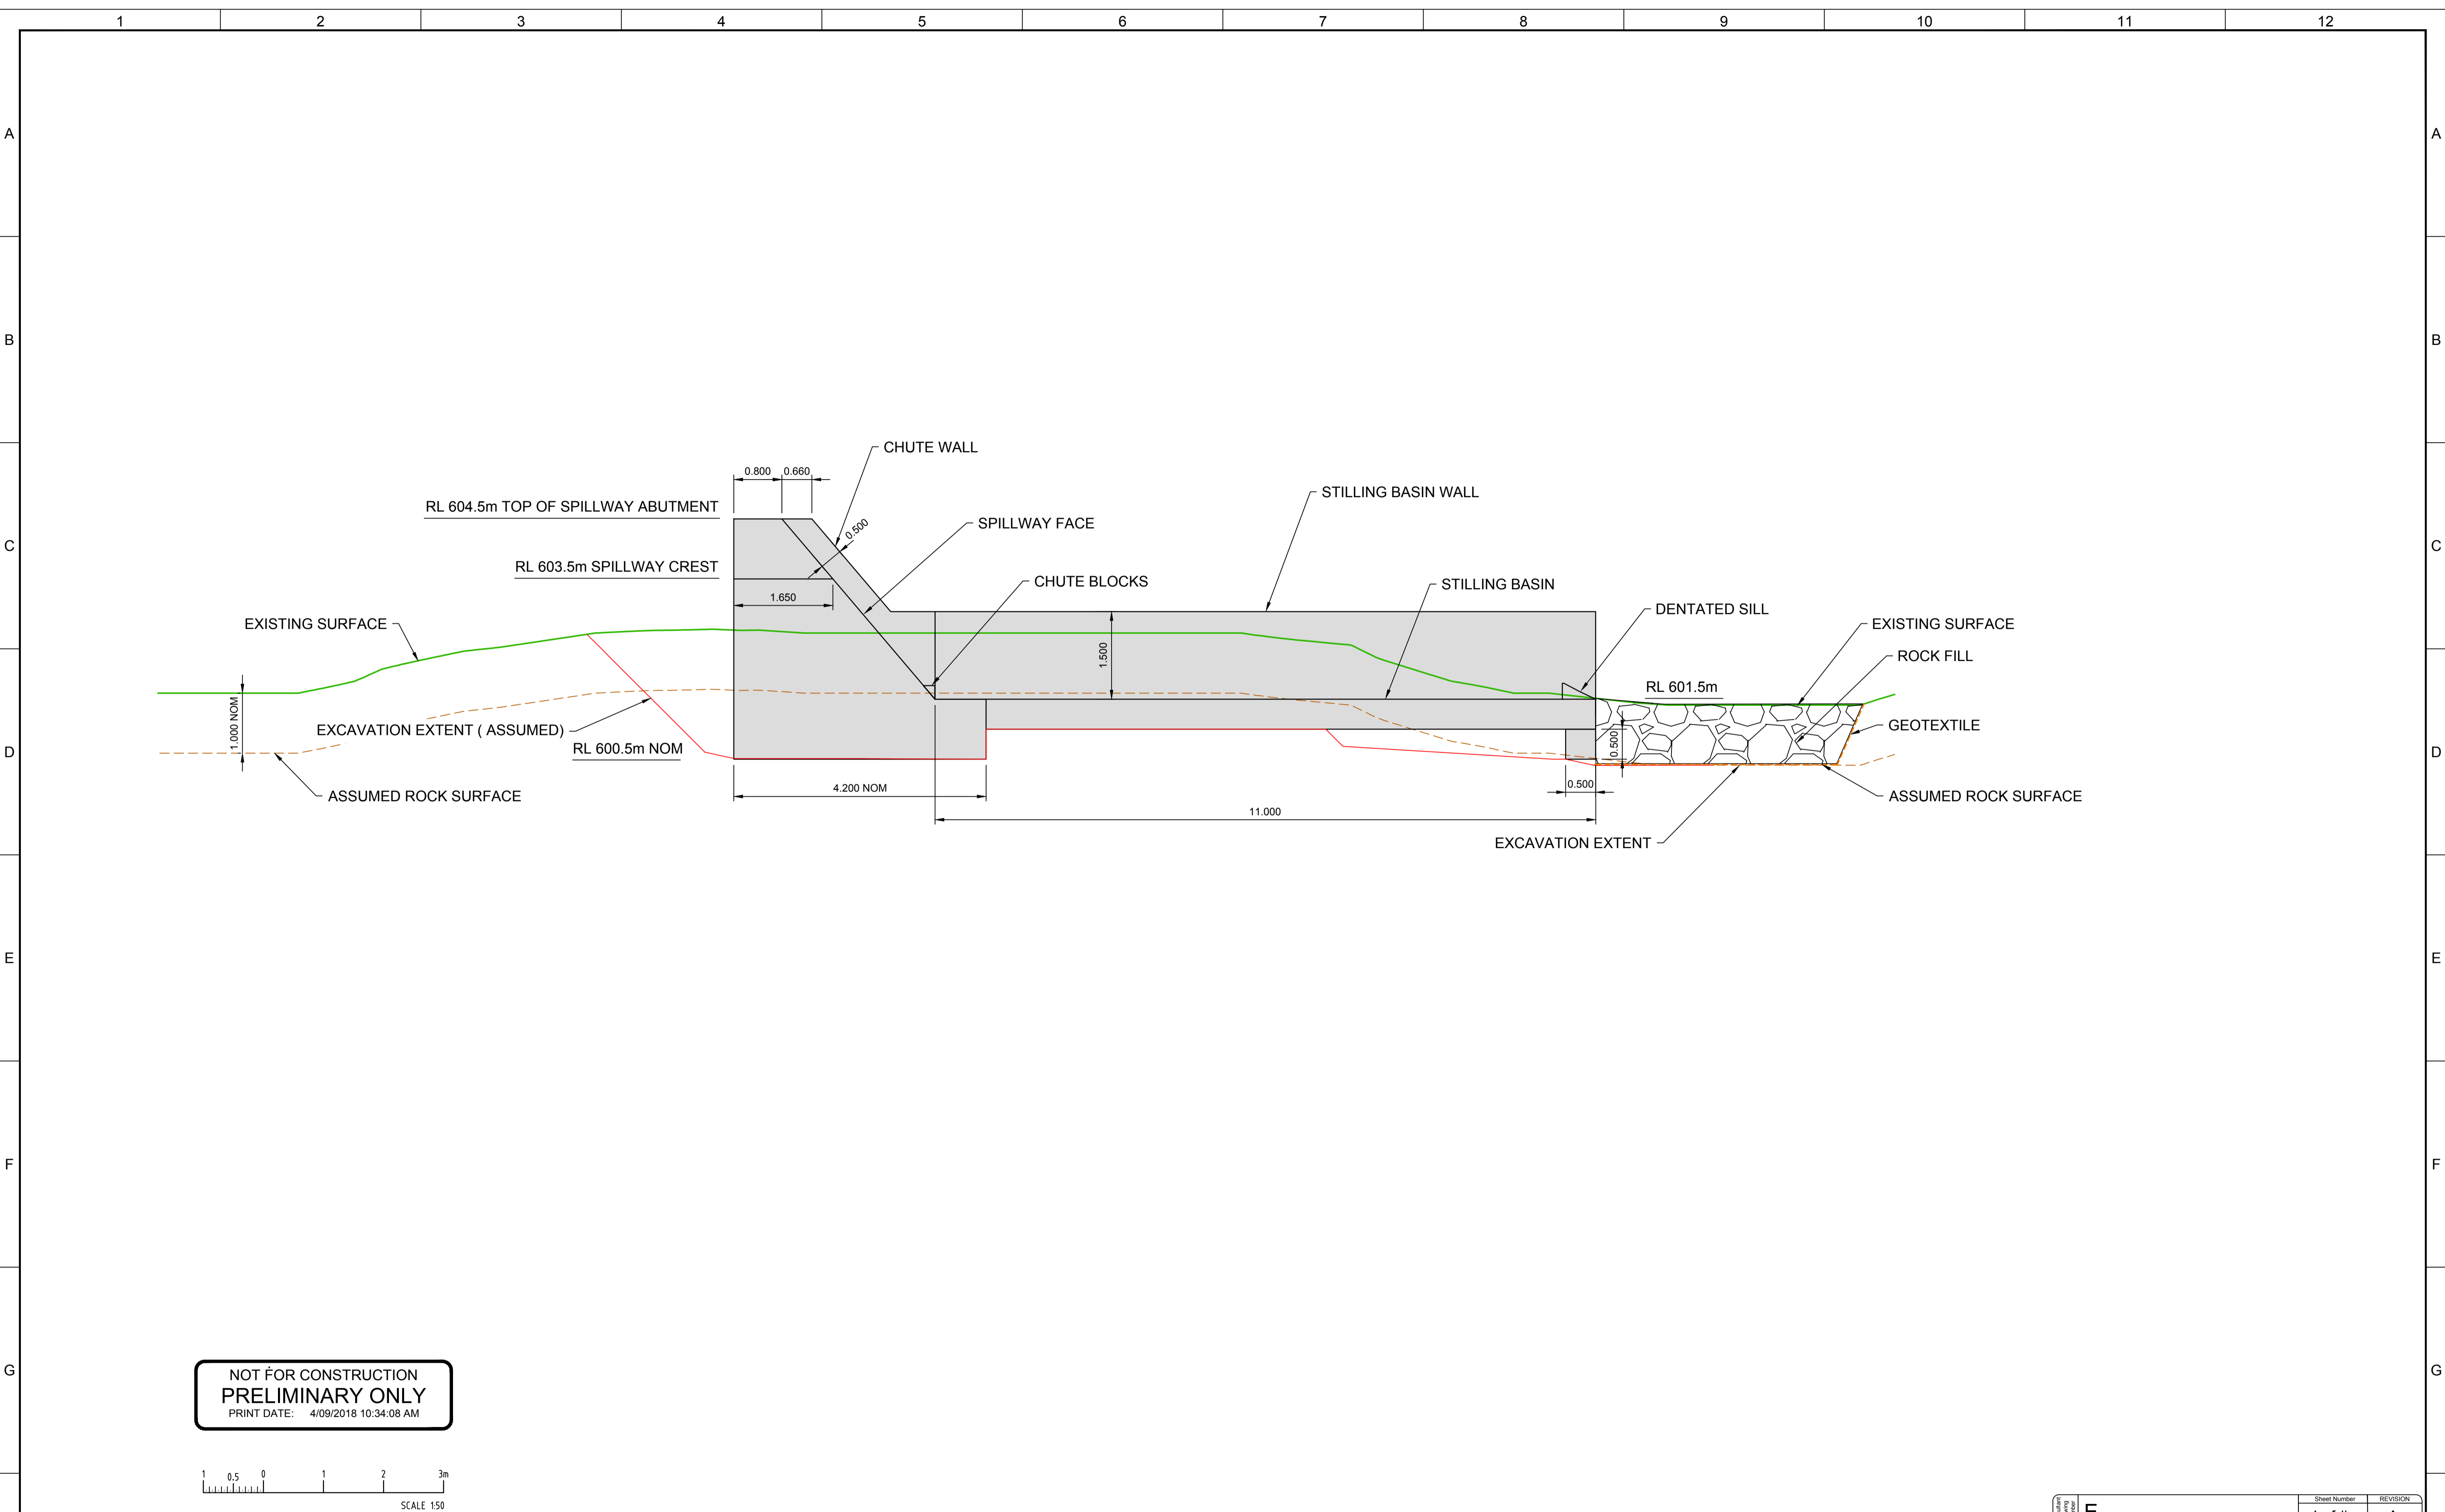 1 2 3 4 5 6 7 8 9 10 11 12
A A
B B
CHUTE WALL
0.800 0.660
STILLING BASIN WALL
RL 604.5m TOP OF SPILLWAY ABUTMENT
0.500
SPILLWAY FACE
C C
RL 603.5m SPILLWAY CREST
CHUTE BLOCKS
STILLING BASIN
1.650
DENTATED SILL
EXISTING SURFACE
EXISTING SURFACE
1.500
ROCK FILL
RL 601.5m
1.000 NOM
EXCAVATION EXTENT ( ASSUMED)
GEOTEXTILE
RL 600.5m NOM
0.500
D D
4.200 NOM
0.500
ASSUMED ROCK SURFACE
ASSUMED ROCK SURFACE
11.000
EXCAVATION EXTENT
E E
F F
G G
NOT FOR CONSTRUCTION
PRELIMINARY ONLY
PRINT DATE: 4/09/2018 10:34:08 AM
1 0.5 0 1 2 3m
SCALE 1:50
Sheet Number REVISION